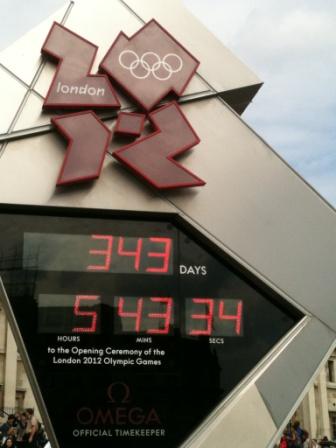 london
343 DAYS
5 43 34
HOURS MINS SECS
to the Opening Ceremony of the
London 2012 Olympic Games
Ω
OMEGA
OFFICIAL TIMEKEEPER